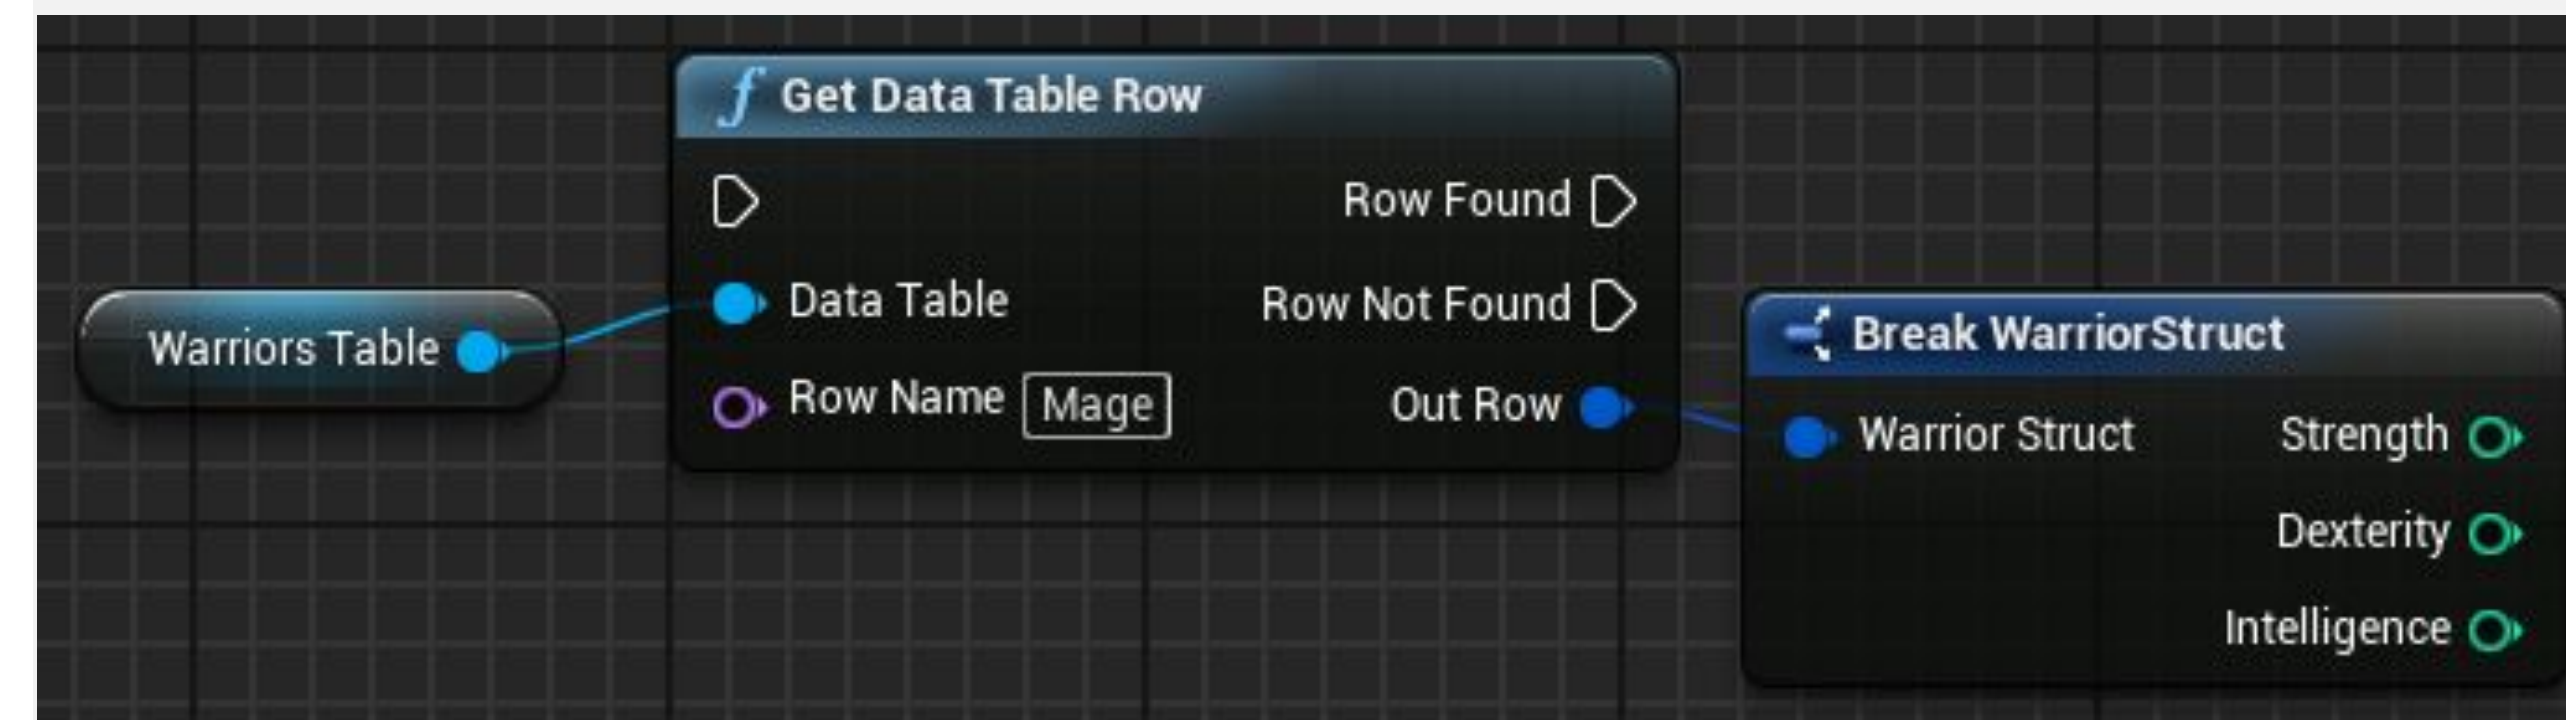 Get Data Table Row
Row Found
Warriors Table
Data Table
Row Not Found
Row Name Mage
Out Row
Break WarriorStruct
Warrior Struct
Strength
Dexterity
Intelligence